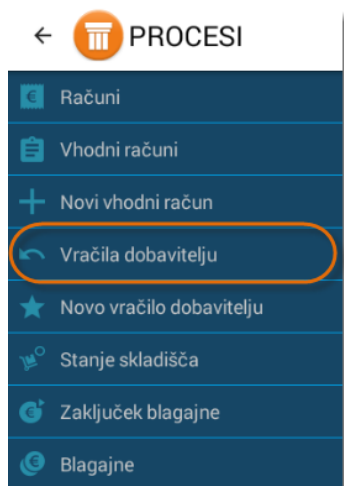 PROCESI
Računi
Vhodni računi
Novi vhodni račun
Vračila dobavitelju
Novo vračilo dobavitelju
Stanje skladišča
Zaključek blagajne
Blagajne